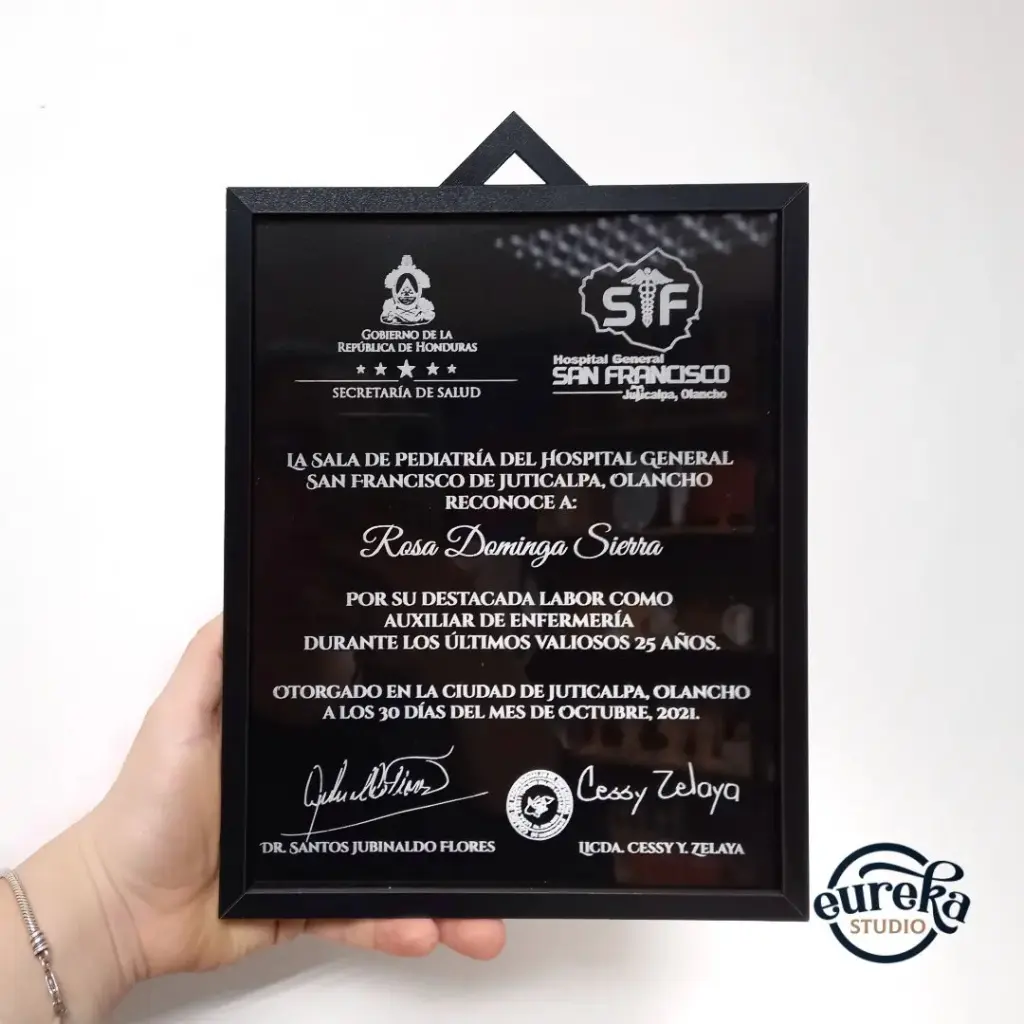 GOBIERNO DE LA
REPÚBLICA DE HONDURAS
SECRETARÍA DE SALUD
SF
Hospital General
SAN FRANCISCO
Juticalpa, Olancho
LA SALA DE PEDIATRÍA DEL HOSPITAL GENERAL
SAN FRANCISCO DE JUTICALPA, OLANCHO
RECONOCE A:
Rosa Dominga Sierra
POR SU DESTACADA LABOR COMO
AUXILIAR DE ENFERMERÍA
DURANTE LOS ÚLTIMOS VALIOSOS 25 AÑOS.
OTORGADO EN LA CIUDAD DE JUTICALPA, OLANCHO
A LOS 30 DÍAS DEL MES DE OCTUBRE, 2021.
Cessy Zelaya
DR. SANTOS JUBINALDO FLORES
LICDA. CESSY Y. ZELAYA
eureka
STUDIO